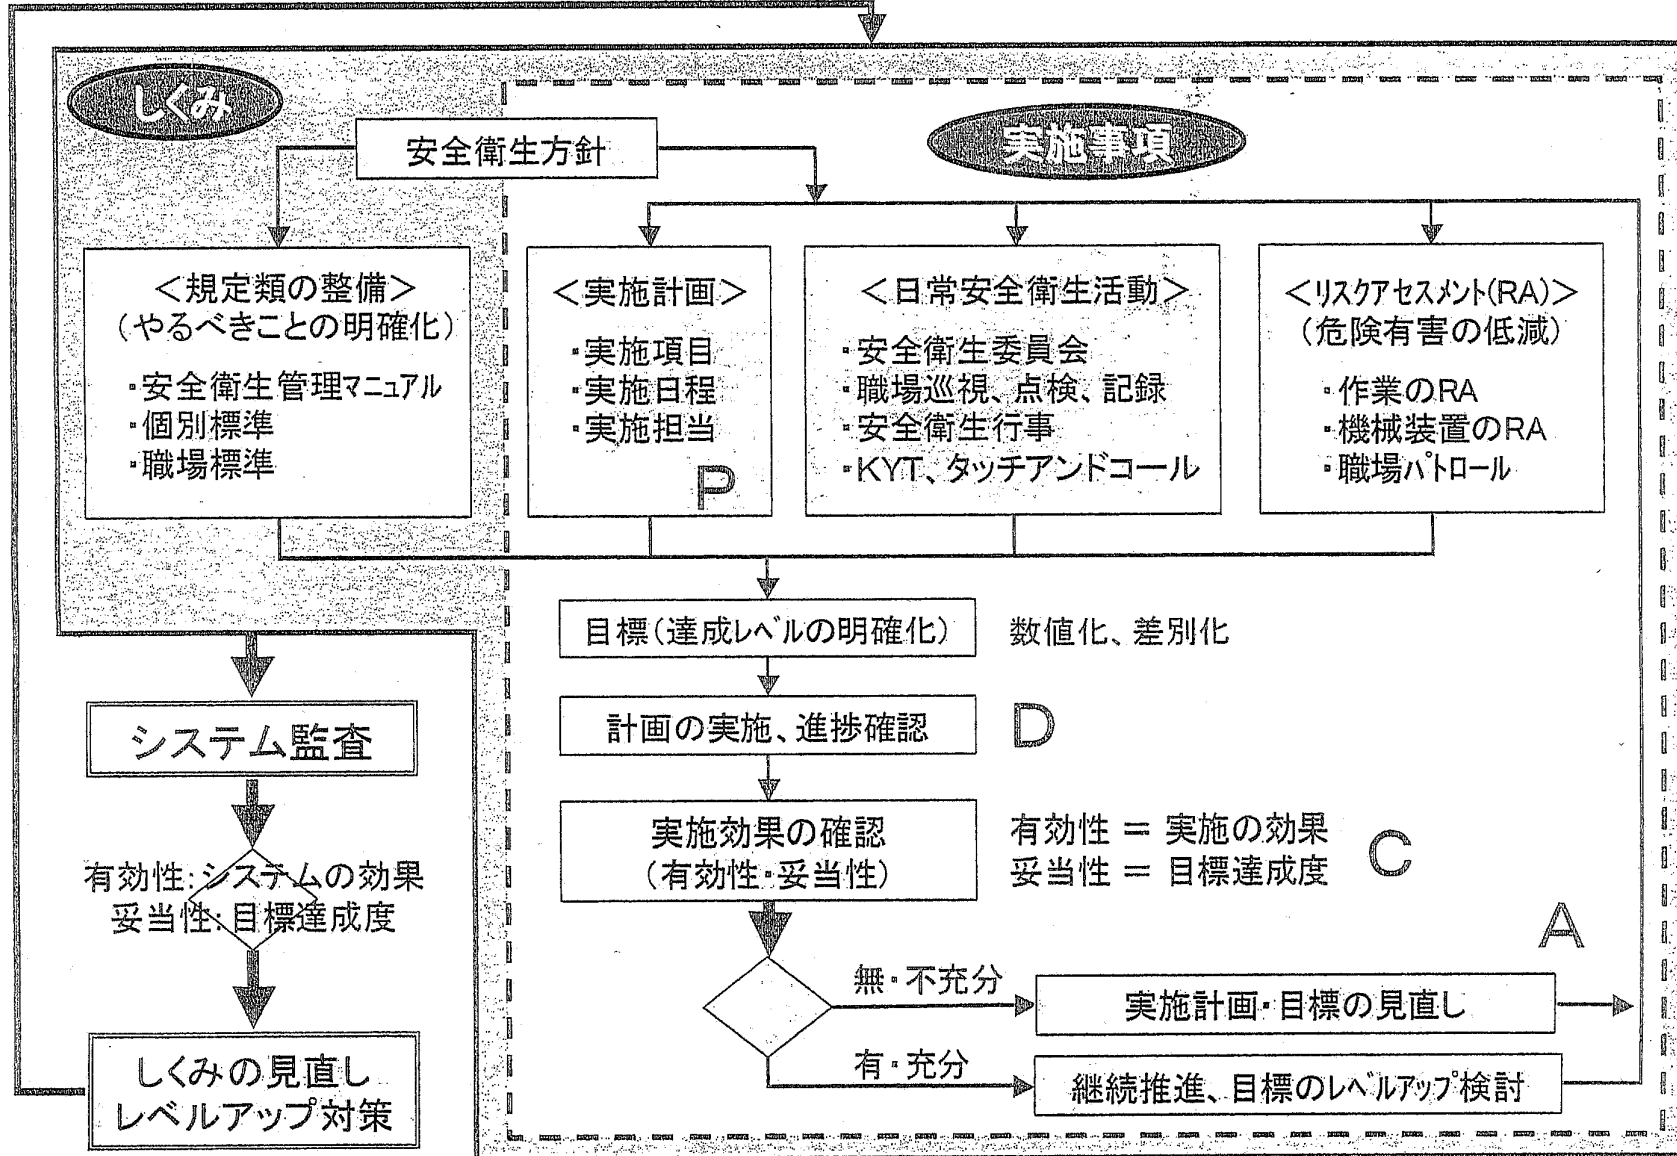 しくみ
実施事項
安全衛生方針
＜規定類の整備＞
（やるべきことの明確化）
・安全衛生管理マニュアル
・個別標準
・職場標準
＜実施計画＞
・実施項目
・実施日程
・実施担当
P
＜日常安全衛生活動＞
・安全衛生委員会
・職場巡視、点検、記録
・安全衛生行事
・KYT、タッチアンドコール
＜リスクアセスメント(RA)＞
（危険有害の低減）
・作業のRA
・機械装置のRA
・職場パトロール
目標（達成レベルの明確化）
数値化、差別化
計画の実施、進捗確認
D
実施効果の確認
（有効性・妥当性）
有効性 ＝ 実施の効果
妥当性 ＝ 目標達成度
C
A
無・不充分
実施計画・目標の見直し
有・充分
継続推進、目標のレベルアップ検討
システム監査
有効性：システムの効果
妥当性：目標達成度
しくみの見直し
レベルアップ対策